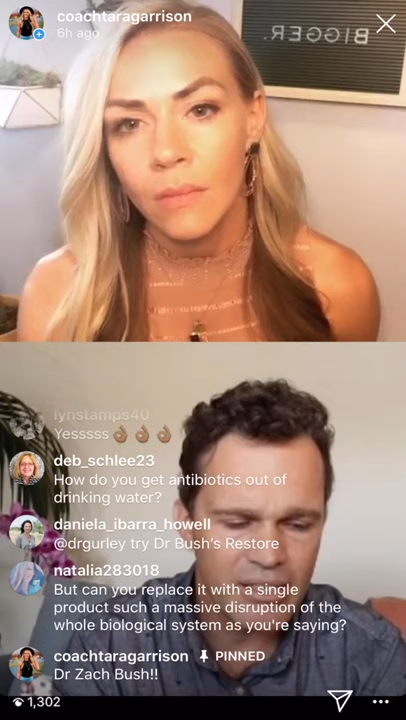 coachtaragarrison
6h ago
BIGGER.
lynstamps40
Yesssss👌🏽👌🏽👌🏽
deb_schlee23
How do you get antibiotics out of
drinking water?
daniela_ibarra_howell
@drgurley try Dr Bush's Restore
natalia283018
But can you replace it with a single
product such a massive disruption of the
whole biological system as you're saying?
coachtaragarrison PINNED
Dr Zach Bush!!
1,302